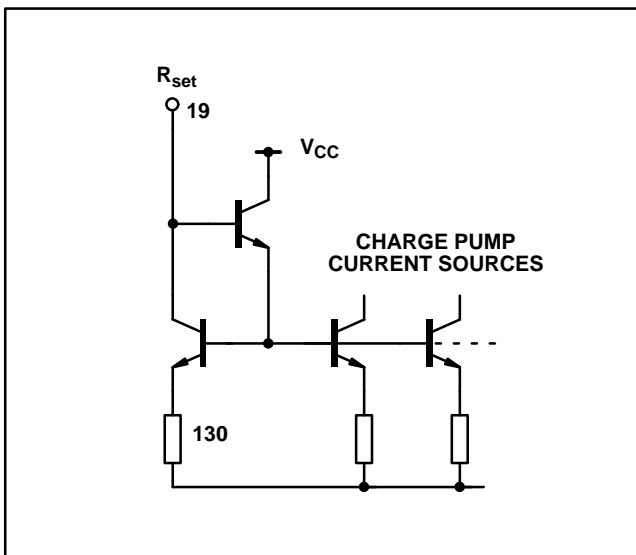 Rset
19
VCC
CHARGE PUMP
CURRENT SOURCES
130